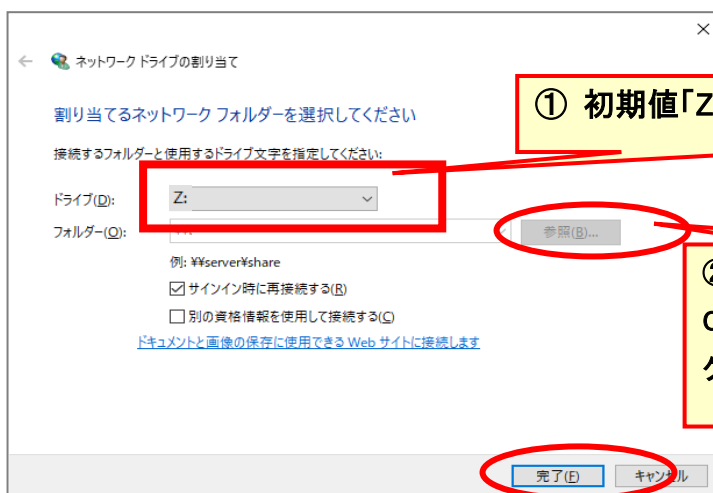 ネットワーク ドライブの割り当て
① 初期値「Z
割り当てるネットワーク フォルダーを選択してください
接続するフォルダーと使用するドライブ文字を指定してください:
ドライブ(D): Z:
フォルダー(O): 参照(B)...
例: ¥¥server¥share
②
サインイン時に再接続する(R)
別の資格情報を使用して接続する(C)
ドキュメントと画像の保存に使用できる Web サイトに接続します
完了(F) キャンセル